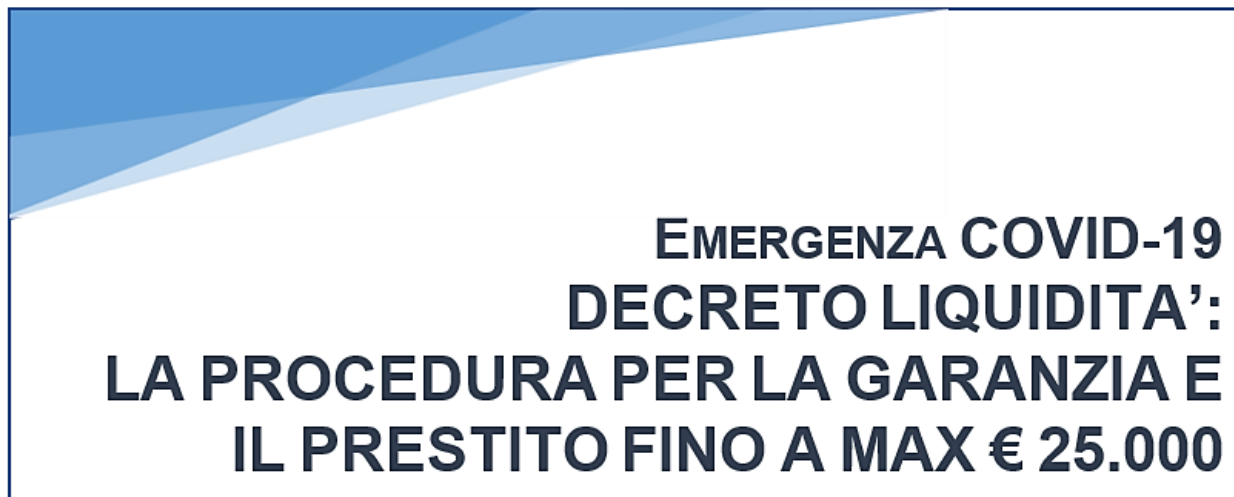 EMERGENZA COVID-19
DECRETO LIQUIDITA’:
LA PROCEDURA PER LA GARANZIA E
IL PRESTITO FINO A MAX € 25.000